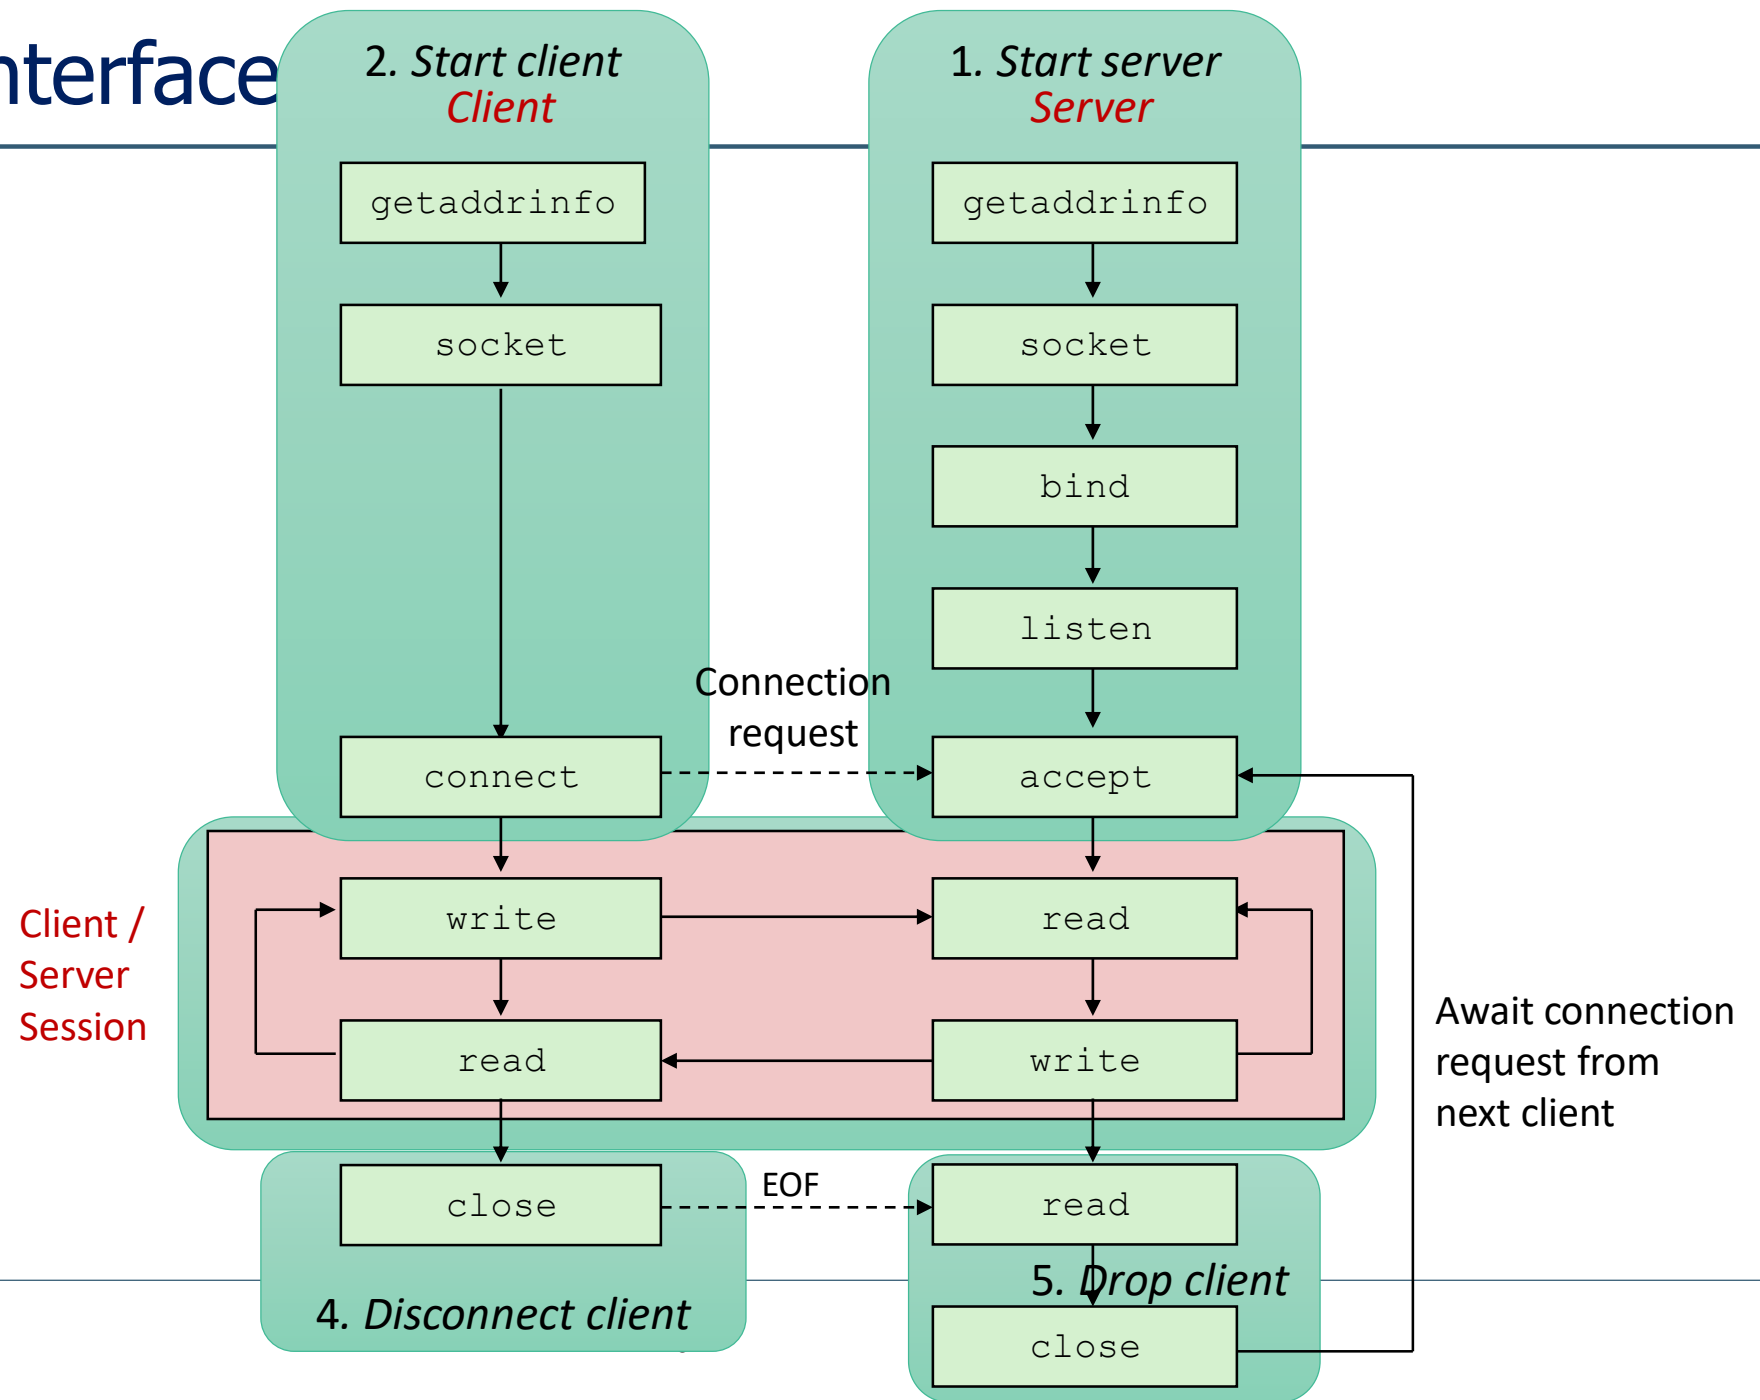 nterface
2. Start client
Client
getaddrinfo
socket
connect
1. Start server
Server
getaddrinfo
socket
bind
listen
accept
Connection
request
Client /
Server
Session
write
read
read
write
Await connection
request from
next client
close
EOF
read
4. Disconnect client
5. Drop client
close